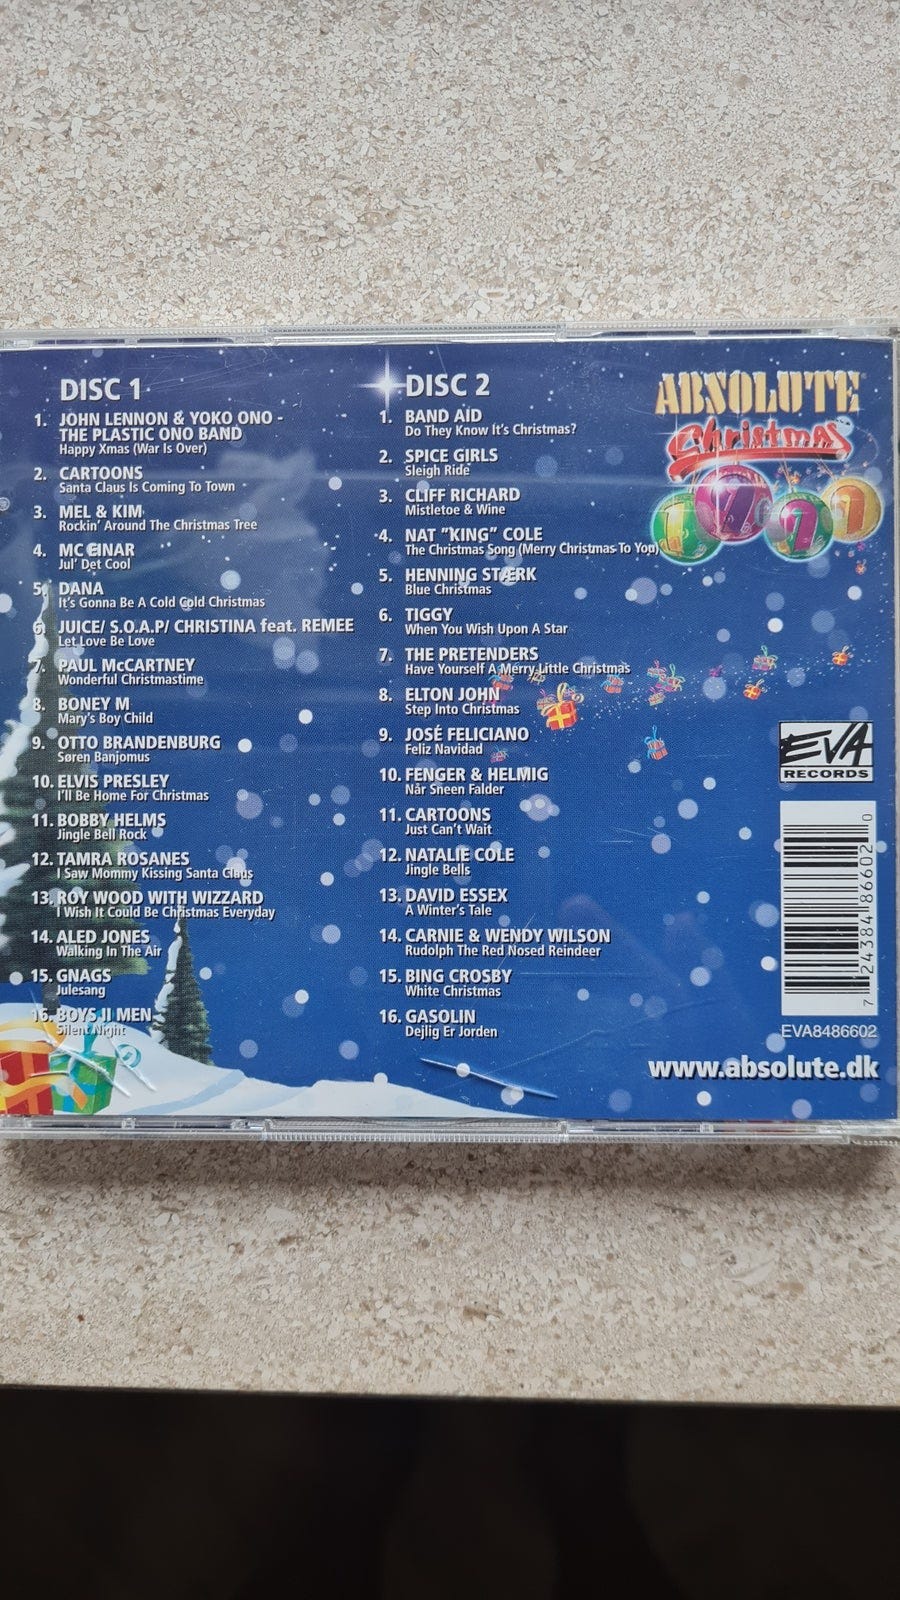 DISC 1
1. JOHN LENNON & YOKO ONO -
THE PLASTIC ONO BAND
Happy Xmas (War Is Over)
2. CARTOONS
Santa Claus Is Coming To Town
3. MEL & KIM
Rockin' Around The Christmas Tree
4. MC EINAR
Jul' Det Cool
5. DANA
It's Gonna Be A Cold Cold Christmas
6. JUICE/ S.O.A.P/ CHRISTINA feat. REMEE
Let Love Be Love
7. PAUL McCARTNEY
Wonderful Christmastime
8. BONEY M
Mary's Boy Child
9. OTTO BRANDENBURG
Søren Banjomus
10. ELVIS PRESLEY
I'll Be Home For Christmas
11. BOBBY HELMS
Jingle Bell Rock
12. TAMRA ROSANES
I Saw Mommy Kissing Santa Claus
13. ROY WOOD WITH WIZZARD
I Wish It Could Be Christmas Everyday
14. ALED JONES
Walking In The Air
15. GNAGS
Julesang
16. BOYS II MEN
Silent Night
DISC 2
1. BAND AID
Do They Know It's Christmas?
2. SPICE GIRLS
Sleigh Ride
3. CLIFF RICHARD
Mistletoe & Wine
4. NAT "KING" COLE
The Christmas Song (Merry Christmas To You)
5. HENNING STÆRK
Blue Christmas
6. TIGGY
When You Wish Upon A Star
7. THE PRETENDERS
Have Yourself A Merry Little Christmas
8. ELTON JOHN
Step Into Christmas
9. JOSÉ FELICIANO
Feliz Navidad
10. FENGER & HELMIG
Når Sneen Falder
11. CARTOONS
Just Can't Wait
12. NATALIE COLE
Jingle Bells
13. DAVID ESSEX
A Winter's Tale
14. CARNIE & WENDY WILSON
Rudolph The Red Nosed Reindeer
15. BING CROSBY
White Christmas
16. GASOLIN
Dejlig Er Jorden
ABSOLUTE
Christmas
EVA
RECORDS
7 24384 86602 0
EVA8486602
www.absolute.dk